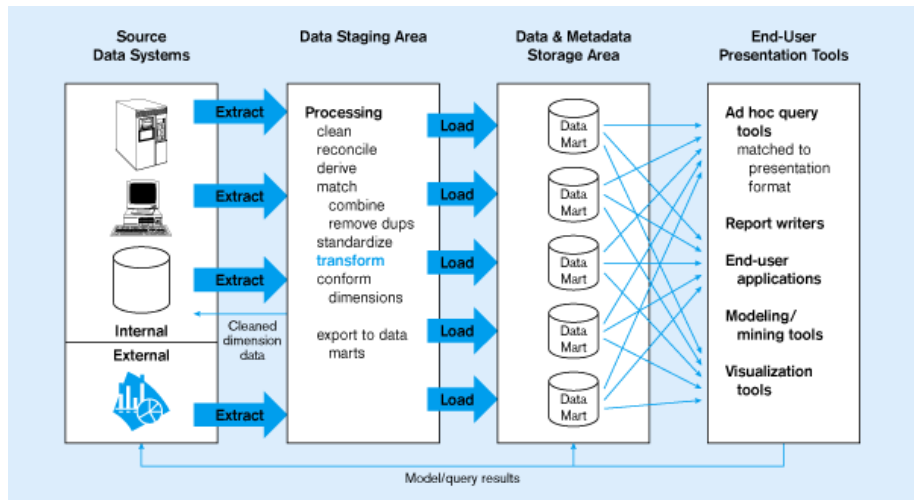 Source
Data Systems
Data Staging Area
Data & Metadata
Storage Area
End-User
Presentation Tools
Extract
Extract
Extract
Extract
Internal
External
Cleaned
dimension
data
Processing
clean
reconcile
derive
match
combine
remove dups
standardize
transform
conform
dimensions
export to data
marts
Load
Load
Load
Load
Load
Data
Mart
Data
Mart
Data
Mart
Data
Mart
Data
Mart
Ad hoc query
tools
matched to
presentation
format
Report writers
End-user
applications
Modeling/
mining tools
Visualization
tools
Model/query results